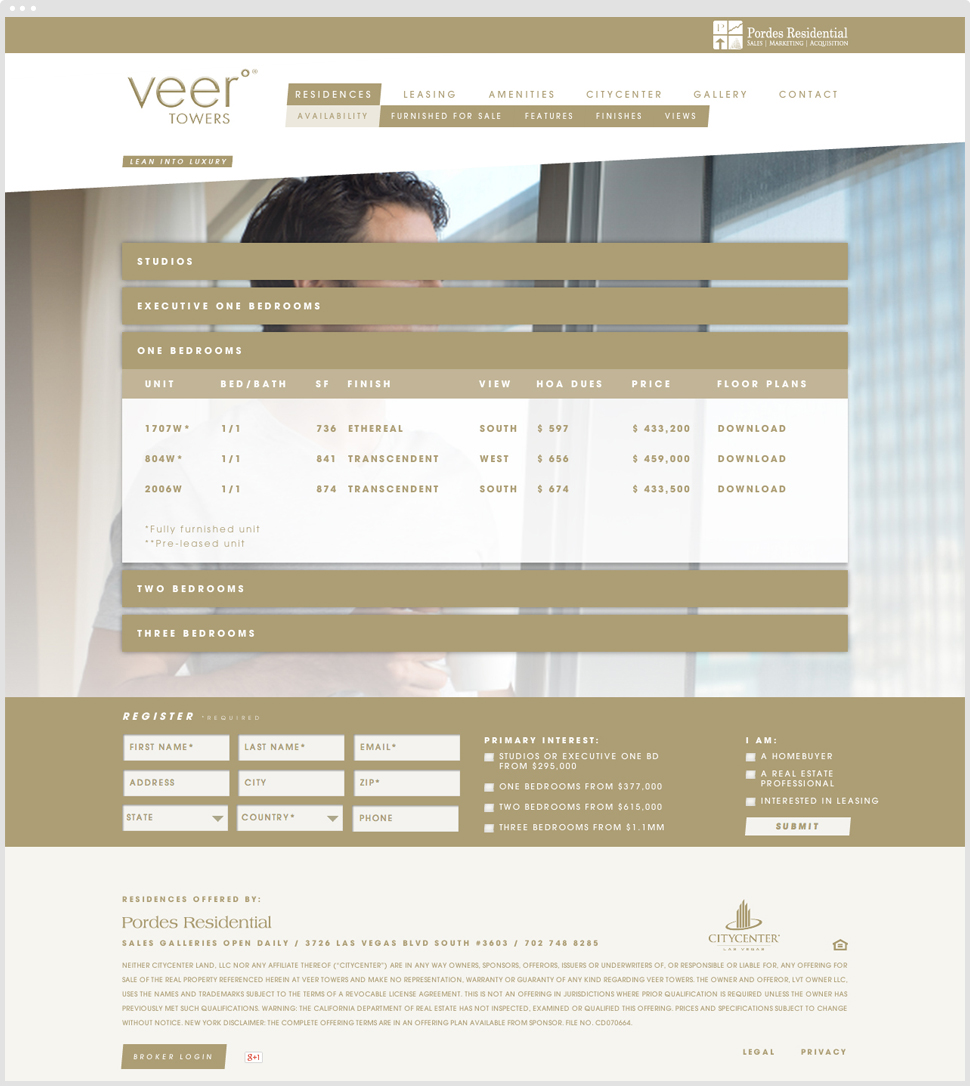 Pordes Residential
SALES | MARKETING | ACQUISITION
veer®
TOWERS
RESIDENCES LEASING AMENITIES CITYCENTER GALLERY CONTACT
AVAILABILITY FURNISHED FOR SALE FEATURES FINISHES VIEWS
LEAN INTO LUXURY
STUDIOS
EXECUTIVE ONE BEDROOMS
ONE BEDROOMS
UNIT BED/BATH SF FINISH VIEW HOA DUES PRICE FLOOR PLANS
1707W* 1/1 736 ETHEREAL SOUTH $ 597 $ 433,200 DOWNLOAD
804W* 1/1 841 TRANSCENDENT WEST $ 656 $ 459,000 DOWNLOAD
2006W 1/1 874 TRANSCENDENT SOUTH $ 674 $ 433,500 DOWNLOAD
*Fully furnished unit
**Pre-leased unit
TWO BEDROOMS
THREE BEDROOMS
REGISTER *REQUIRED
FIRST NAME* LAST NAME* EMAIL*
ADDRESS CITY ZIP*
STATE COUNTRY* PHONE
PRIMARY INTEREST:
STUDIOS OR EXECUTIVE ONE BD
FROM $295,000
ONE BEDROOMS FROM $377,000
TWO BEDROOMS FROM $615,000
THREE BEDROOMS FROM $1.1MM
I AM:
A HOMEBUYER
A REAL ESTATE
PROFESSIONAL
INTERESTED IN LEASING
SUBMIT
RESIDENCES OFFERED BY:
Pordes Residential
SALES GALLERIES OPEN DAILY / 3726 LAS VEGAS BLVD SOUTH #3603 / 702 748 8285
CITYCENTER
LAS VEGAS
NEITHER CITYCENTER LAND, LLC NOR ANY AFFILIATE THEREOF ("CITYCENTER") ARE IN ANY WAY OWNERS, SPONSORS, OFFERORS, ISSUERS OR UNDERWRITERS OF, OR RESPONSIBLE OR LIABLE FOR, ANY OFFERING FOR
SALE OF THE REAL PROPERTY REFERENCED HEREIN AT VEER TOWERS AND MAKE NO REPRESENTATION, WARRANTY OR GUARANTY OF ANY KIND REGARDING VEER TOWERS. THE OWNER AND OFFEROR, LVT OWNER LLC,
USES THE NAMES AND TRADEMARKS SUBJECT TO THE TERMS OF A REVOCABLE LICENSE AGREEMENT. THIS IS NOT AN OFFERING IN JURISDICTIONS WHERE PRIOR QUALIFICATION IS REQUIRED UNLESS THE OWNER HAS
PREVIOUSLY MET SUCH QUALIFICATIONS. WARNING: THE CALIFORNIA DEPARTMENT OF REAL ESTATE HAS NOT INSPECTED, EXAMINED OR QUALIFIED THIS OFFERING. PRICES AND SPECIFICATIONS SUBJECT TO CHANGE
WITHOUT NOTICE. NEW YORK DISCLAIMER: THE COMPLETE OFFERING TERMS ARE IN AN OFFERING PLAN AVAILABLE FROM SPONSOR. FILE NO. CD070664.
BROKER LOGIN g+1 LEGAL PRIVACY